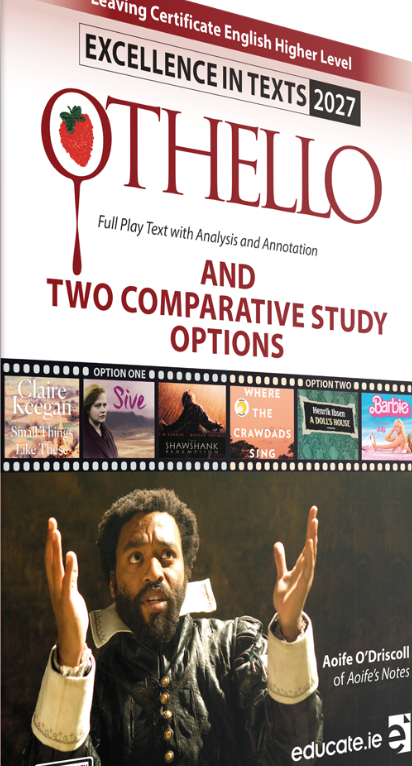 Leaving Certificate English Higher Level
EXCELLENCE IN TEXTS 2027
OTHELLO
Full Play Text with Analysis and Annotation
AND
TWO COMPARATIVE STUDY
OPTIONS
OPTION ONE
OPTION TWO
Claire
Keegan
Small Things
Like These
Sive
SHAWSHANK
REDEMPTION
WHERE
THE
CRAWDADS
SING
Henrik Ibsen
A DOLL'S HOUSE
Barbie
Aoife O'Driscoll
of Aoife's Notes
educate.ie